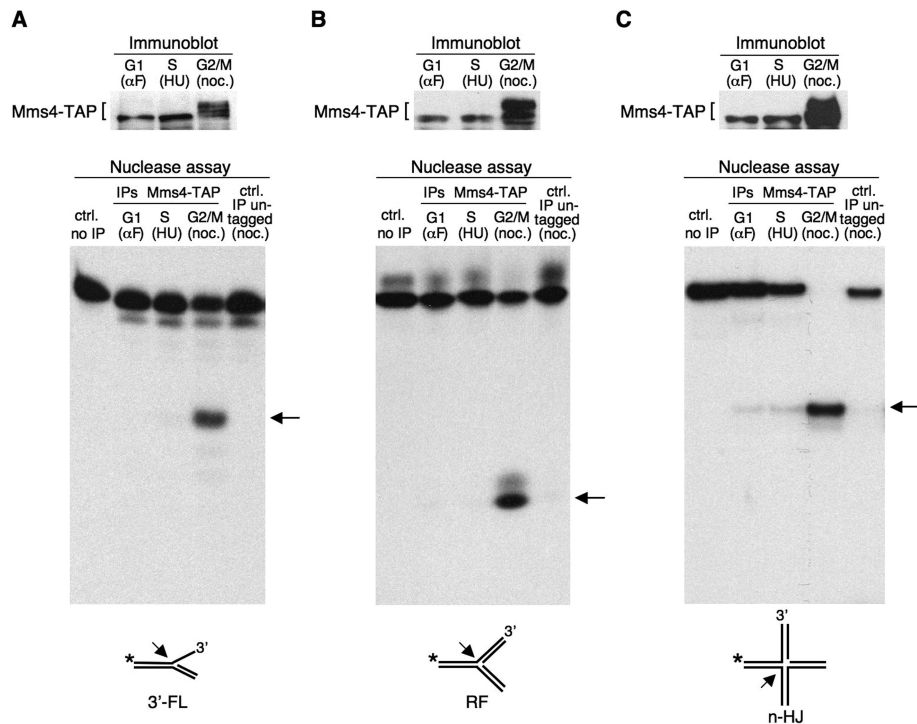 A
Immunoblot
G1 S G2/M
(αF) (HU) (noc.)
Mms4-TAP [
Nuclease assay
IPs Mms4-TAP
ctrl. no IP
G1 (αF)
S (HU)
G2/M (noc.)
ctrl. IP un-tagged (noc.)
*
3'
3'-FL
B
Immunoblot
G1 S G2/M
(αF) (HU) (noc.)
Mms4-TAP [
Nuclease assay
IPs Mms4-TAP
ctrl. no IP
G1 (αF)
S (HU)
G2/M (noc.)
ctrl. IP un-tagged (noc.)
*
3'
RF
C
Immunoblot
G1 S G2/M
(αF) (HU) (noc.)
Mms4-TAP [
Nuclease assay
IPs Mms4-TAP
ctrl. no IP
G1 (αF)
S (HU)
G2/M (noc.)
ctrl. IP un-tagged (noc.)
3'
*
n-HJ